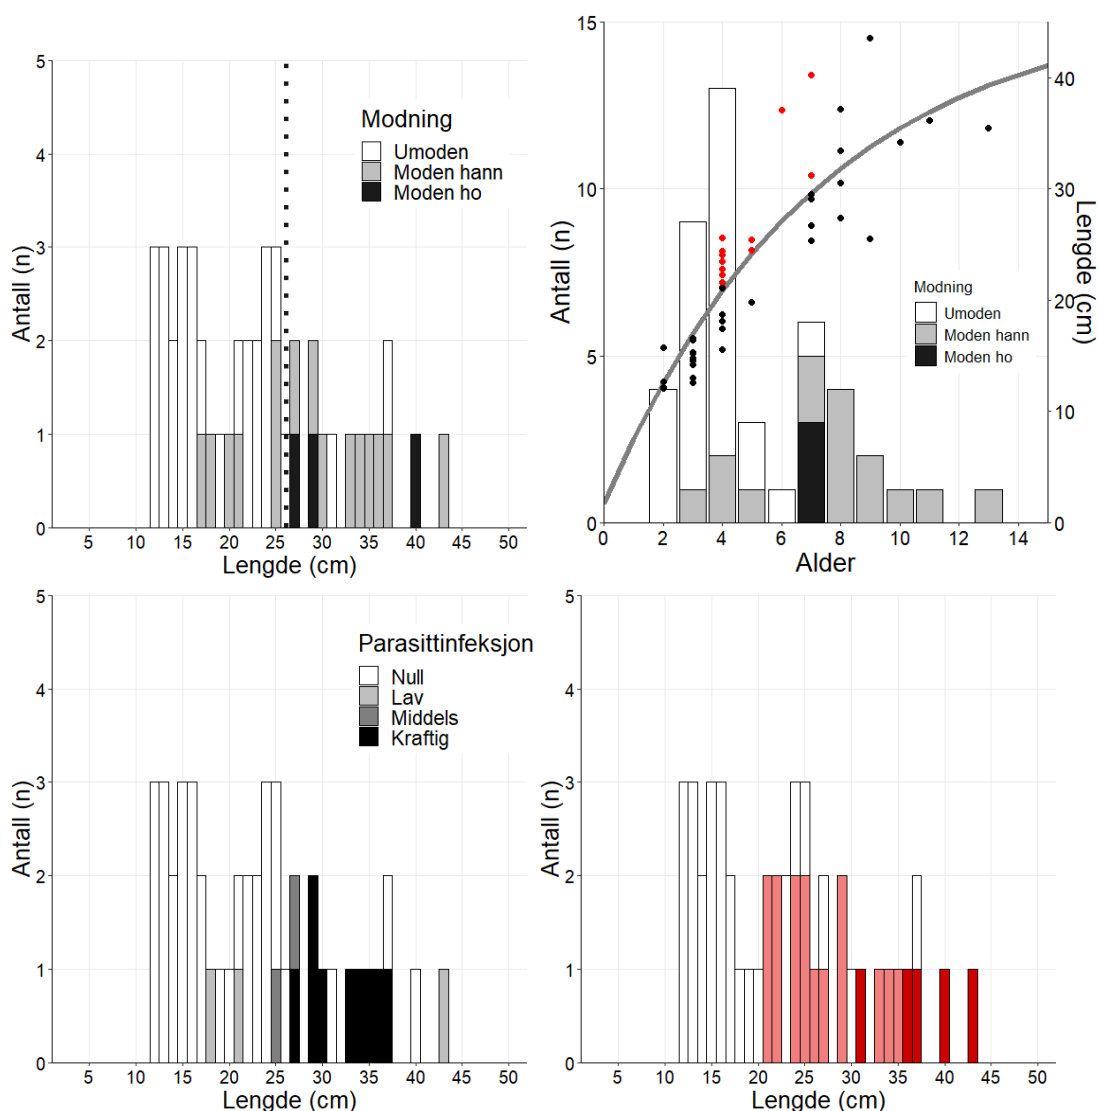 Antall (n)
5
4
3
2
1
0
Modning
Umoden
Moden hann
Moden ho
5 10 15 20 25 30 35 40 45 50
Lengde (cm)
Antall (n)
15
10
5
0
Modning
Umoden
Moden hann
Moden ho
40
30
20
10
0
Lengde (cm)
0 2 4 6 8 10 12 14
Alder
Antall (n)
5
4
3
2
1
0
Parasittinfeksjon
Null
Lav
Middels
Kraftig
5 10 15 20 25 30 35 40 45 50
Lengde (cm)
Antall (n)
5
4
3
2
1
0
5 10 15 20 25 30 35 40 45 50
Lengde (cm)